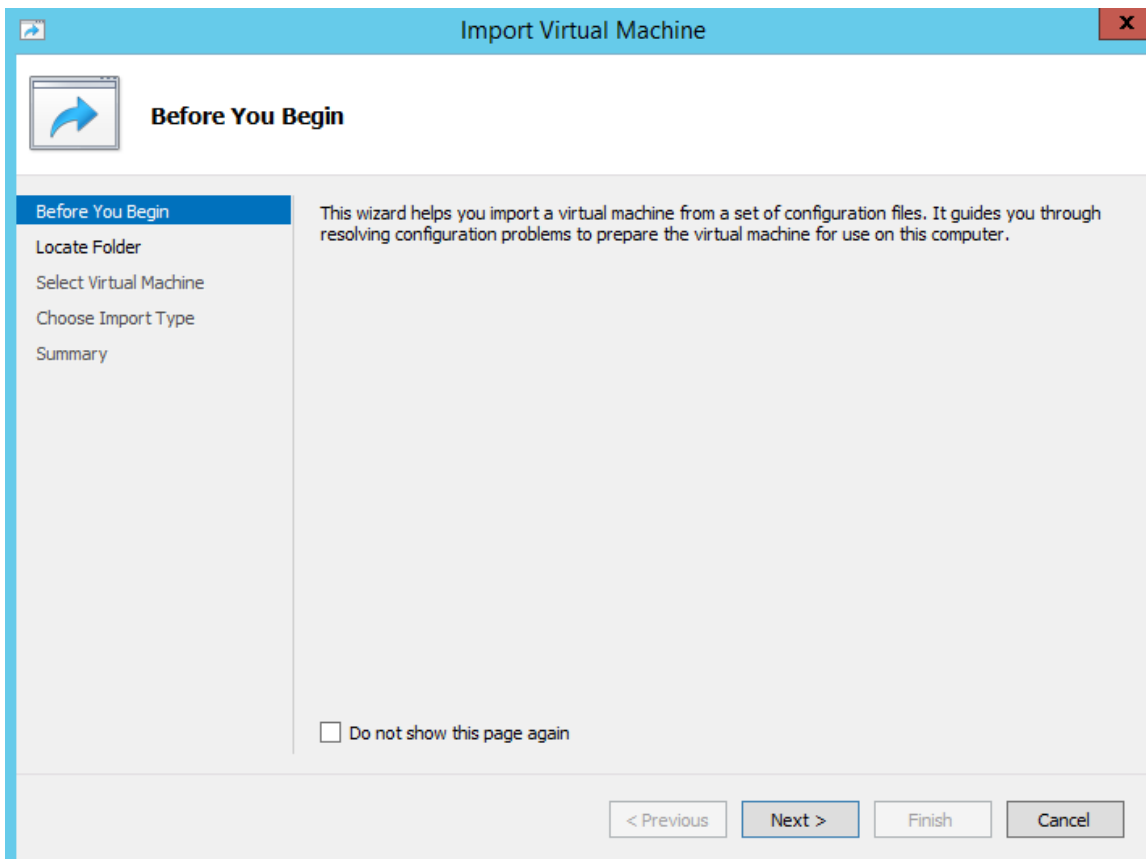 Import Virtual Machine
x
Before You Begin
Before You Begin
Locate Folder
Select Virtual Machine
Choose Import Type
Summary
This wizard helps you import a virtual machine from a set of configuration files. It guides you through
resolving configuration problems to prepare the virtual machine for use on this computer.
Do not show this page again
< Previous
Next >
Finish
Cancel